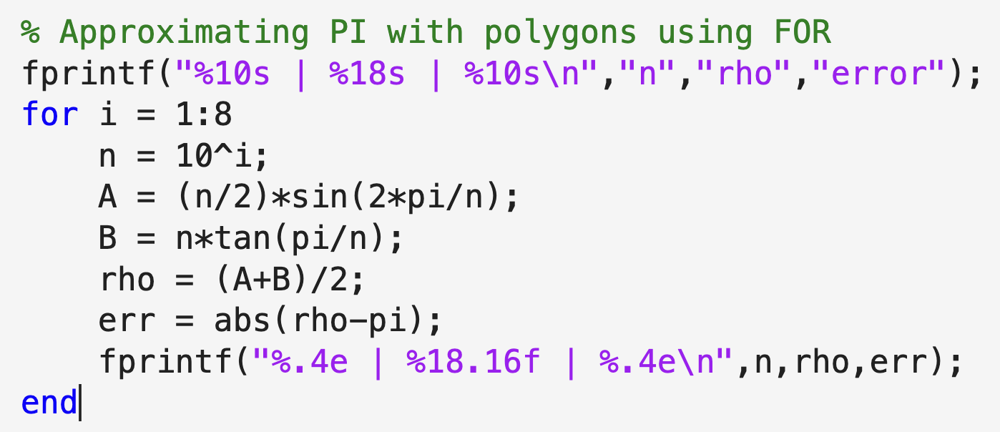 % Approximating PI with polygons using FOR
fprintf("%10s | %18s | %10s\n","n","rho","error");
for i = 1:8
    n = 10^i;
    A = (n/2)*sin(2*pi/n);
    B = n*tan(pi/n);
    rho = (A+B)/2;
    err = abs(rho-pi);
    fprintf("%.4e | %18.16f | %.4e\n",n,rho,err);
end